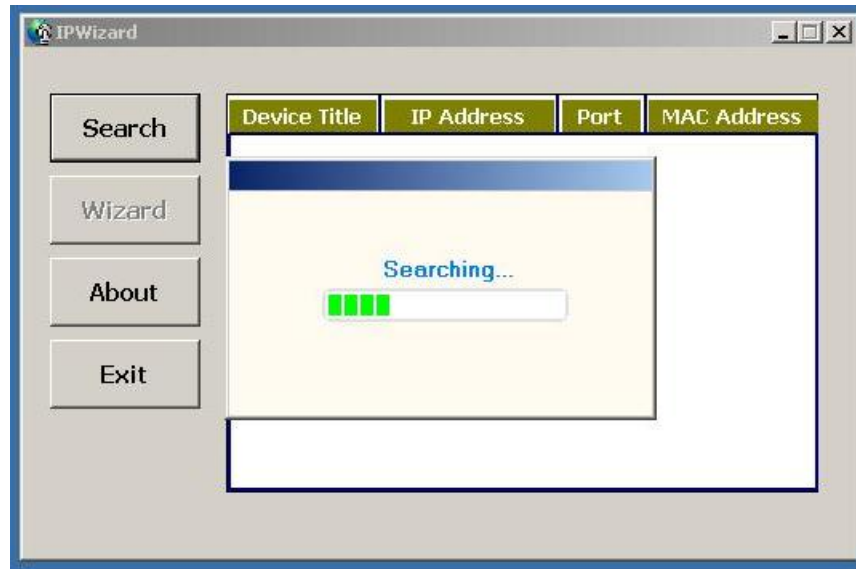 IPWizard
Search
Wizard
About
Exit
Device Title IP Address Port MAC Address
Searching...